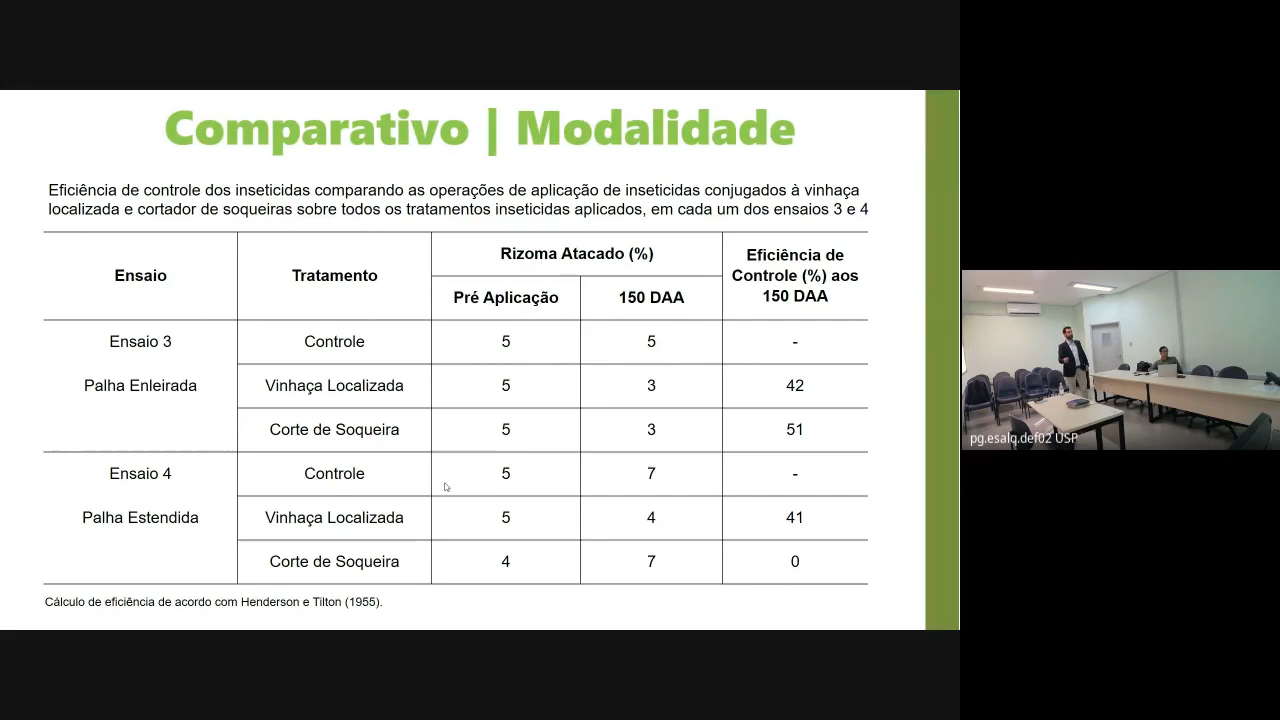 Comparativo | Modalidade
Eficiência de controle dos inseticidas comparando as operações de aplicação de inseticidas conjugados à vinhaça
localizada e cortador de soqueiras sobre todos os tratamentos inseticidas aplicados, em cada um dos ensaios 3 e 4
Ensaio
Tratamento
Rizoma Atacado (%)
Pré Aplicação
150 DAA
Eficiência de
Controle (%) aos
150 DAA
Ensaio 3
Controle
5
5
-
Palha Enleirada
Vinhaça Localizada
5
3
42
Corte de Soqueira
5
3
51
Ensaio 4
Controle
5
7
-
Palha Estendida
Vinhaça Localizada
5
4
41
Corte de Soqueira
4
7
0
Cálculo de eficiência de acordo com Henderson e Tilton (1955).
pg.esalq.def02 USP